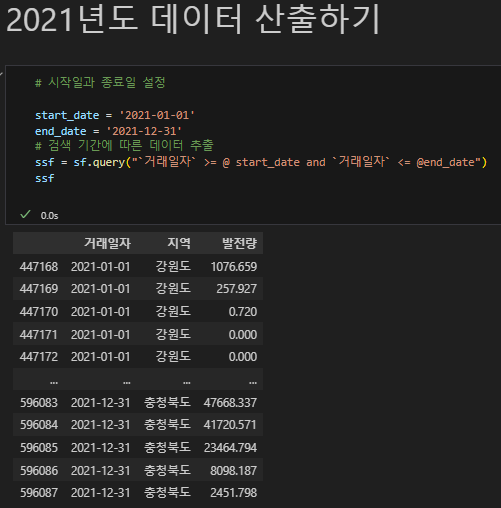 2021년도 데이터 산출하기
# 시작일과 종료일 설정
start_date = '2021-01-01'
end_date = '2021-12-31'
# 검색 기간에 따른 데이터 추출
ssf = sf.query("`거래일자` >= @ start_date and `거래일자` <= @end_date")
ssf
0.0s
거래일자 지역 발전량
447168 2021-01-01 강원도 1076.659
447169 2021-01-01 강원도 257.927
447170 2021-01-01 강원도 0.720
447171 2021-01-01 강원도 0.000
447172 2021-01-01 강원도 0.000
... ... ... ...
596083 2021-12-31 충청북도 47668.337
596084 2021-12-31 충청북도 41720.571
596085 2021-12-31 충청북도 23464.794
596086 2021-12-31 충청북도 8098.187
596087 2021-12-31 충청북도 2451.798